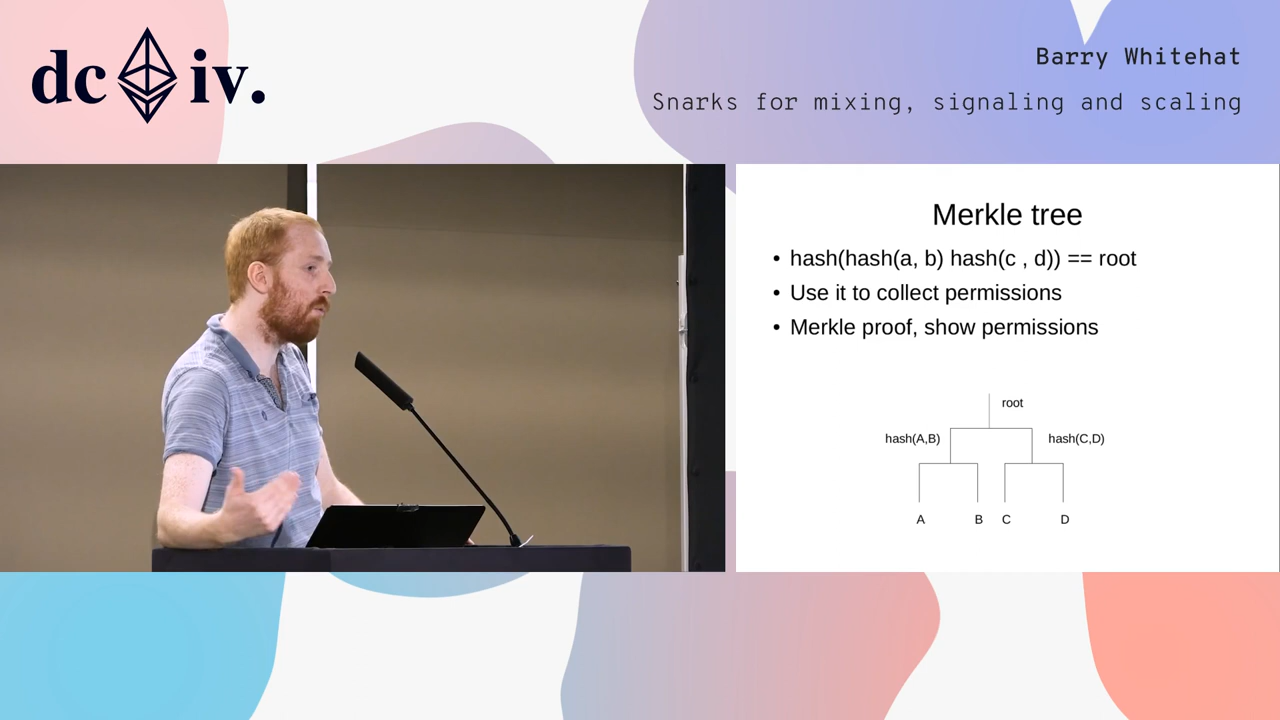 dc iv.
Barry Whitehat
Snarks for mixing, signaling and scaling
Merkle tree
• hash(hash(a, b) hash(c , d)) == root
• Use it to collect permissions
• Merkle proof, show permissions
root
hash(A,B) hash(C,D)
A B C D